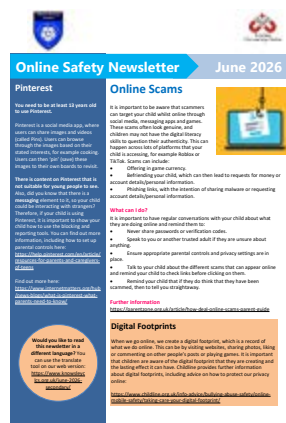 Online Safety Newsletter
June 2026
Pinterest
You need to be at least 13 years old
to use Pinterest.
Pinterest is a social media app, where
users can share images and videos
(called Pins). Users can browse
through the images based on their
stated interests, for example cooking.
Users can then 'pin' (save) these
images to their own boards to revisit.
There is content on Pinterest that is
not suitable for young people to see.
Also, did you know that there is a
messaging element to it, so your child
could be interacting with strangers?
Therefore, if your child is using
Pinterest, it is important to show your
child how to use the blocking and
reporting tools. You can find out more
information, including how to set up
parental controls here:
Find out more here:
Would you like to read
this newsletter in a
different language? You
can use the translate
tool on our web version:
Online Scams
It is important to be aware that scammers
can target your child whilst online through
social media, messaging apps and games.
These scams often look genuine, and
children may not have the digital literacy
skills to question their authenticity. This can
happen across lots of platforms that your
child is accessing, for example Roblox or
TikTok. Scams can include:
• Offering in game currency.
• Befriending your child, which can then lead to requests for money or
account details/personal information.
• Phishing links, with the intention of sharing malware or requesting
account details/personal information.
What can I do?
It is important to have regular conversations with your child about what
they are doing online and remind them to:
• Never share passwords or verification codes.
• Speak to you or another trusted adult if they are unsure about
anything.
• Ensure appropriate parental controls and privacy settings are in
place.
• Talk to your child about the different scams that can appear online
and remind your child to check links before clicking on them.
• Remind your child that if they do think that they have been
scammed, then to tell you straightaway.
Further information
Digital Footprints
When we go online, we create a digital footprint, which is a record of
what we do online. This can be by visiting websites, sharing photos, liking
or commenting on other people's posts or playing games. It is important
that children are aware of the digital footprint that they are creating and
the lasting effect it can have. Childline provides further information
about digital footprints, including advice on how to protect your privacy
online: